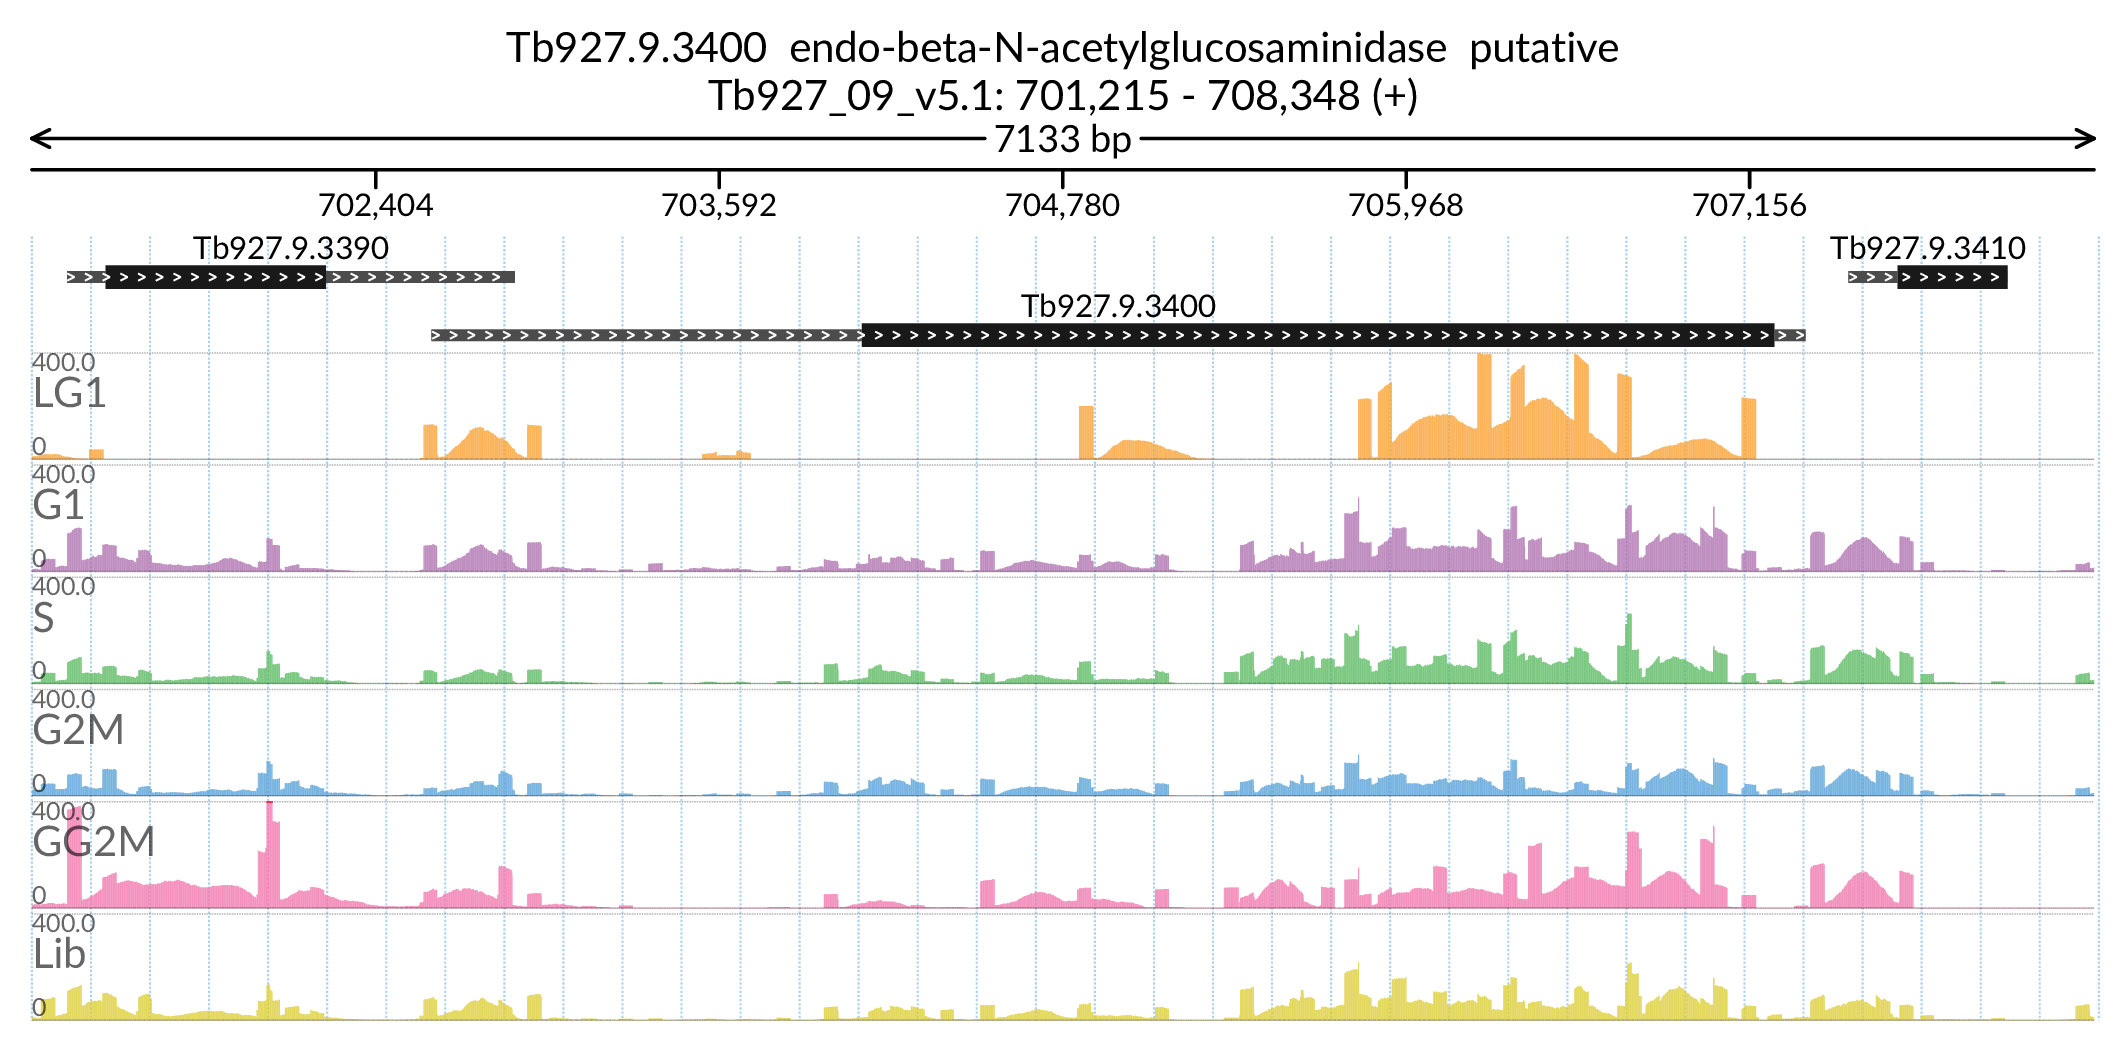 Tb927.9.3400 endo-beta-N-acetylglucosaminidase putative
Tb927_09_v5.1: 701,215 - 708,348 (+)
7133 bp
702,404 703,592 704,780 705,968 707,156
Tb927.9.3390 Tb927.9.3410
Tb927.9.3400
400.0
LG1
0
400.0
G1
0
400.0
S
0
400.0
G2M
0
400.0
GG2M
0
400.0
Lib
0